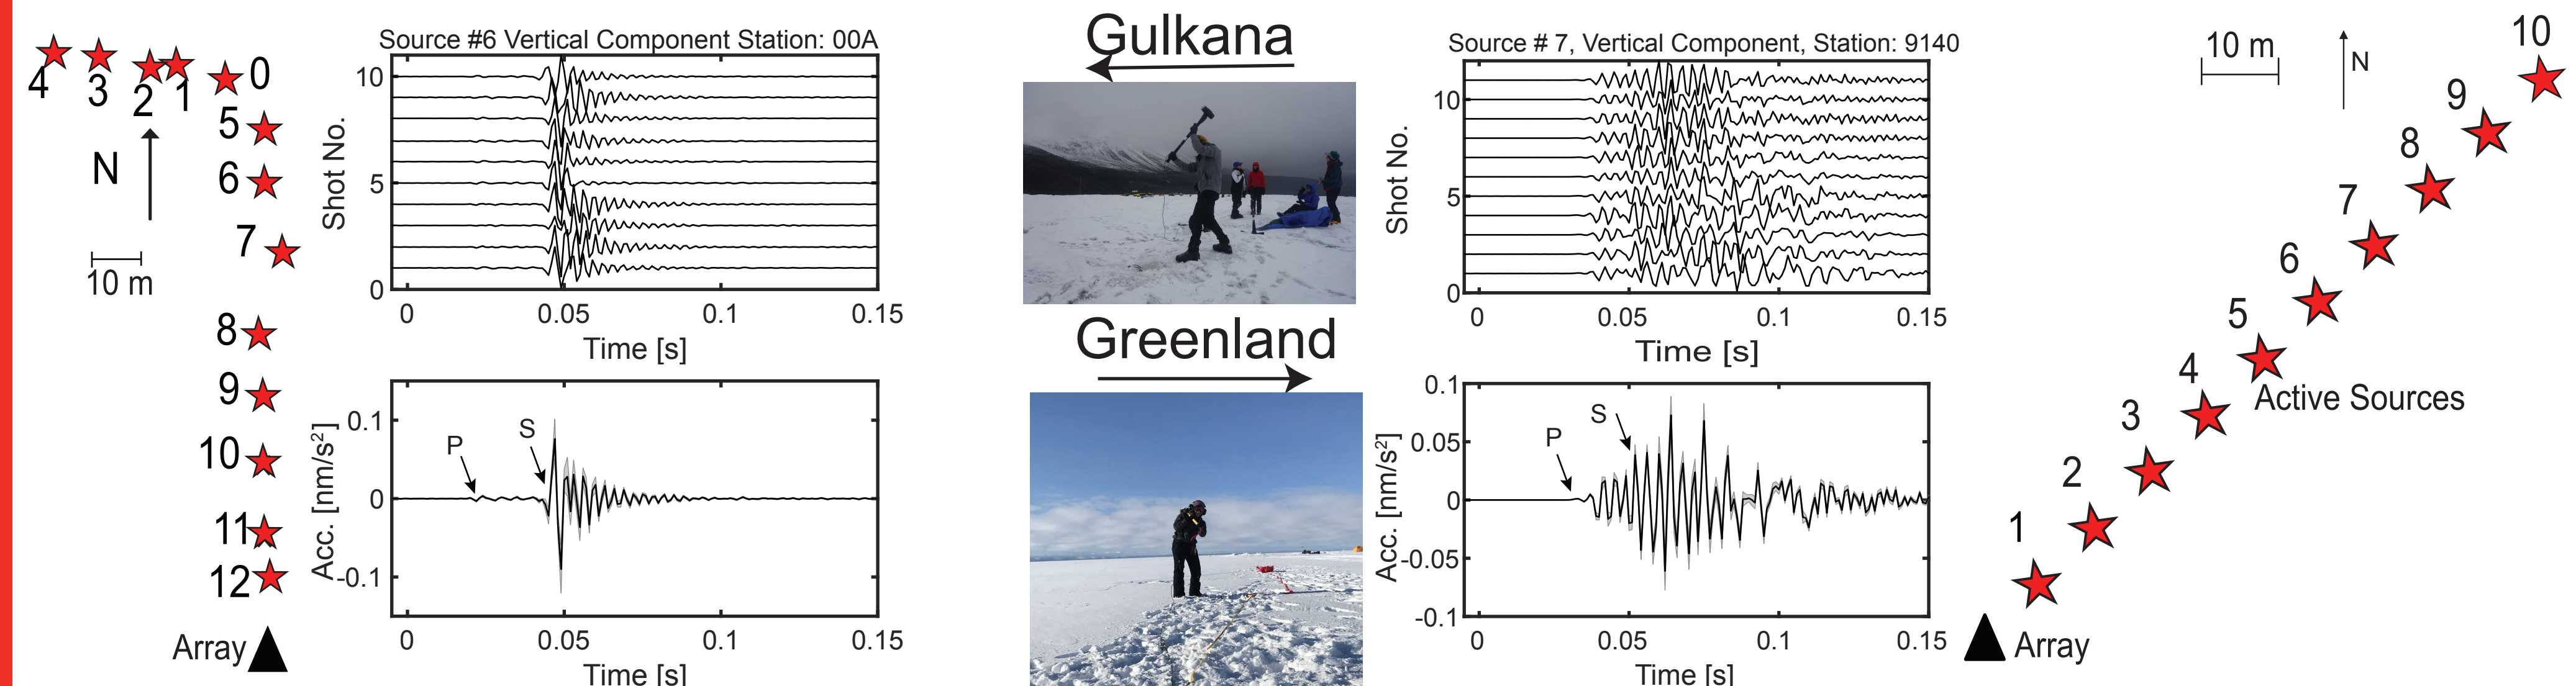 4
3
2
1
0
5
6
7
8
9
10
11
12
N
10 m
Array
Source #6 Vertical Component Station: 00A
Shot No.
10
5
0
0
0.05
0.1
0.15
Time [s]
Acc. [nm/s²]
0.1
0
-0.1
P
S
0
0.05
0.1
0.15
Time [s]
Gulkana
Greenland
Source # 7, Vertical Component, Station: 9140
Shot No.
10
5
0
0
0.05
0.1
0.15
Time [s]
Acc. [nm/s²]
0.1
0.05
0
-0.05
-0.1
P
S
0
0.05
0.1
0.15
Time [s]
10 m
N
10
9
8
7
6
5
4
Active Sources
3
2
1
Array